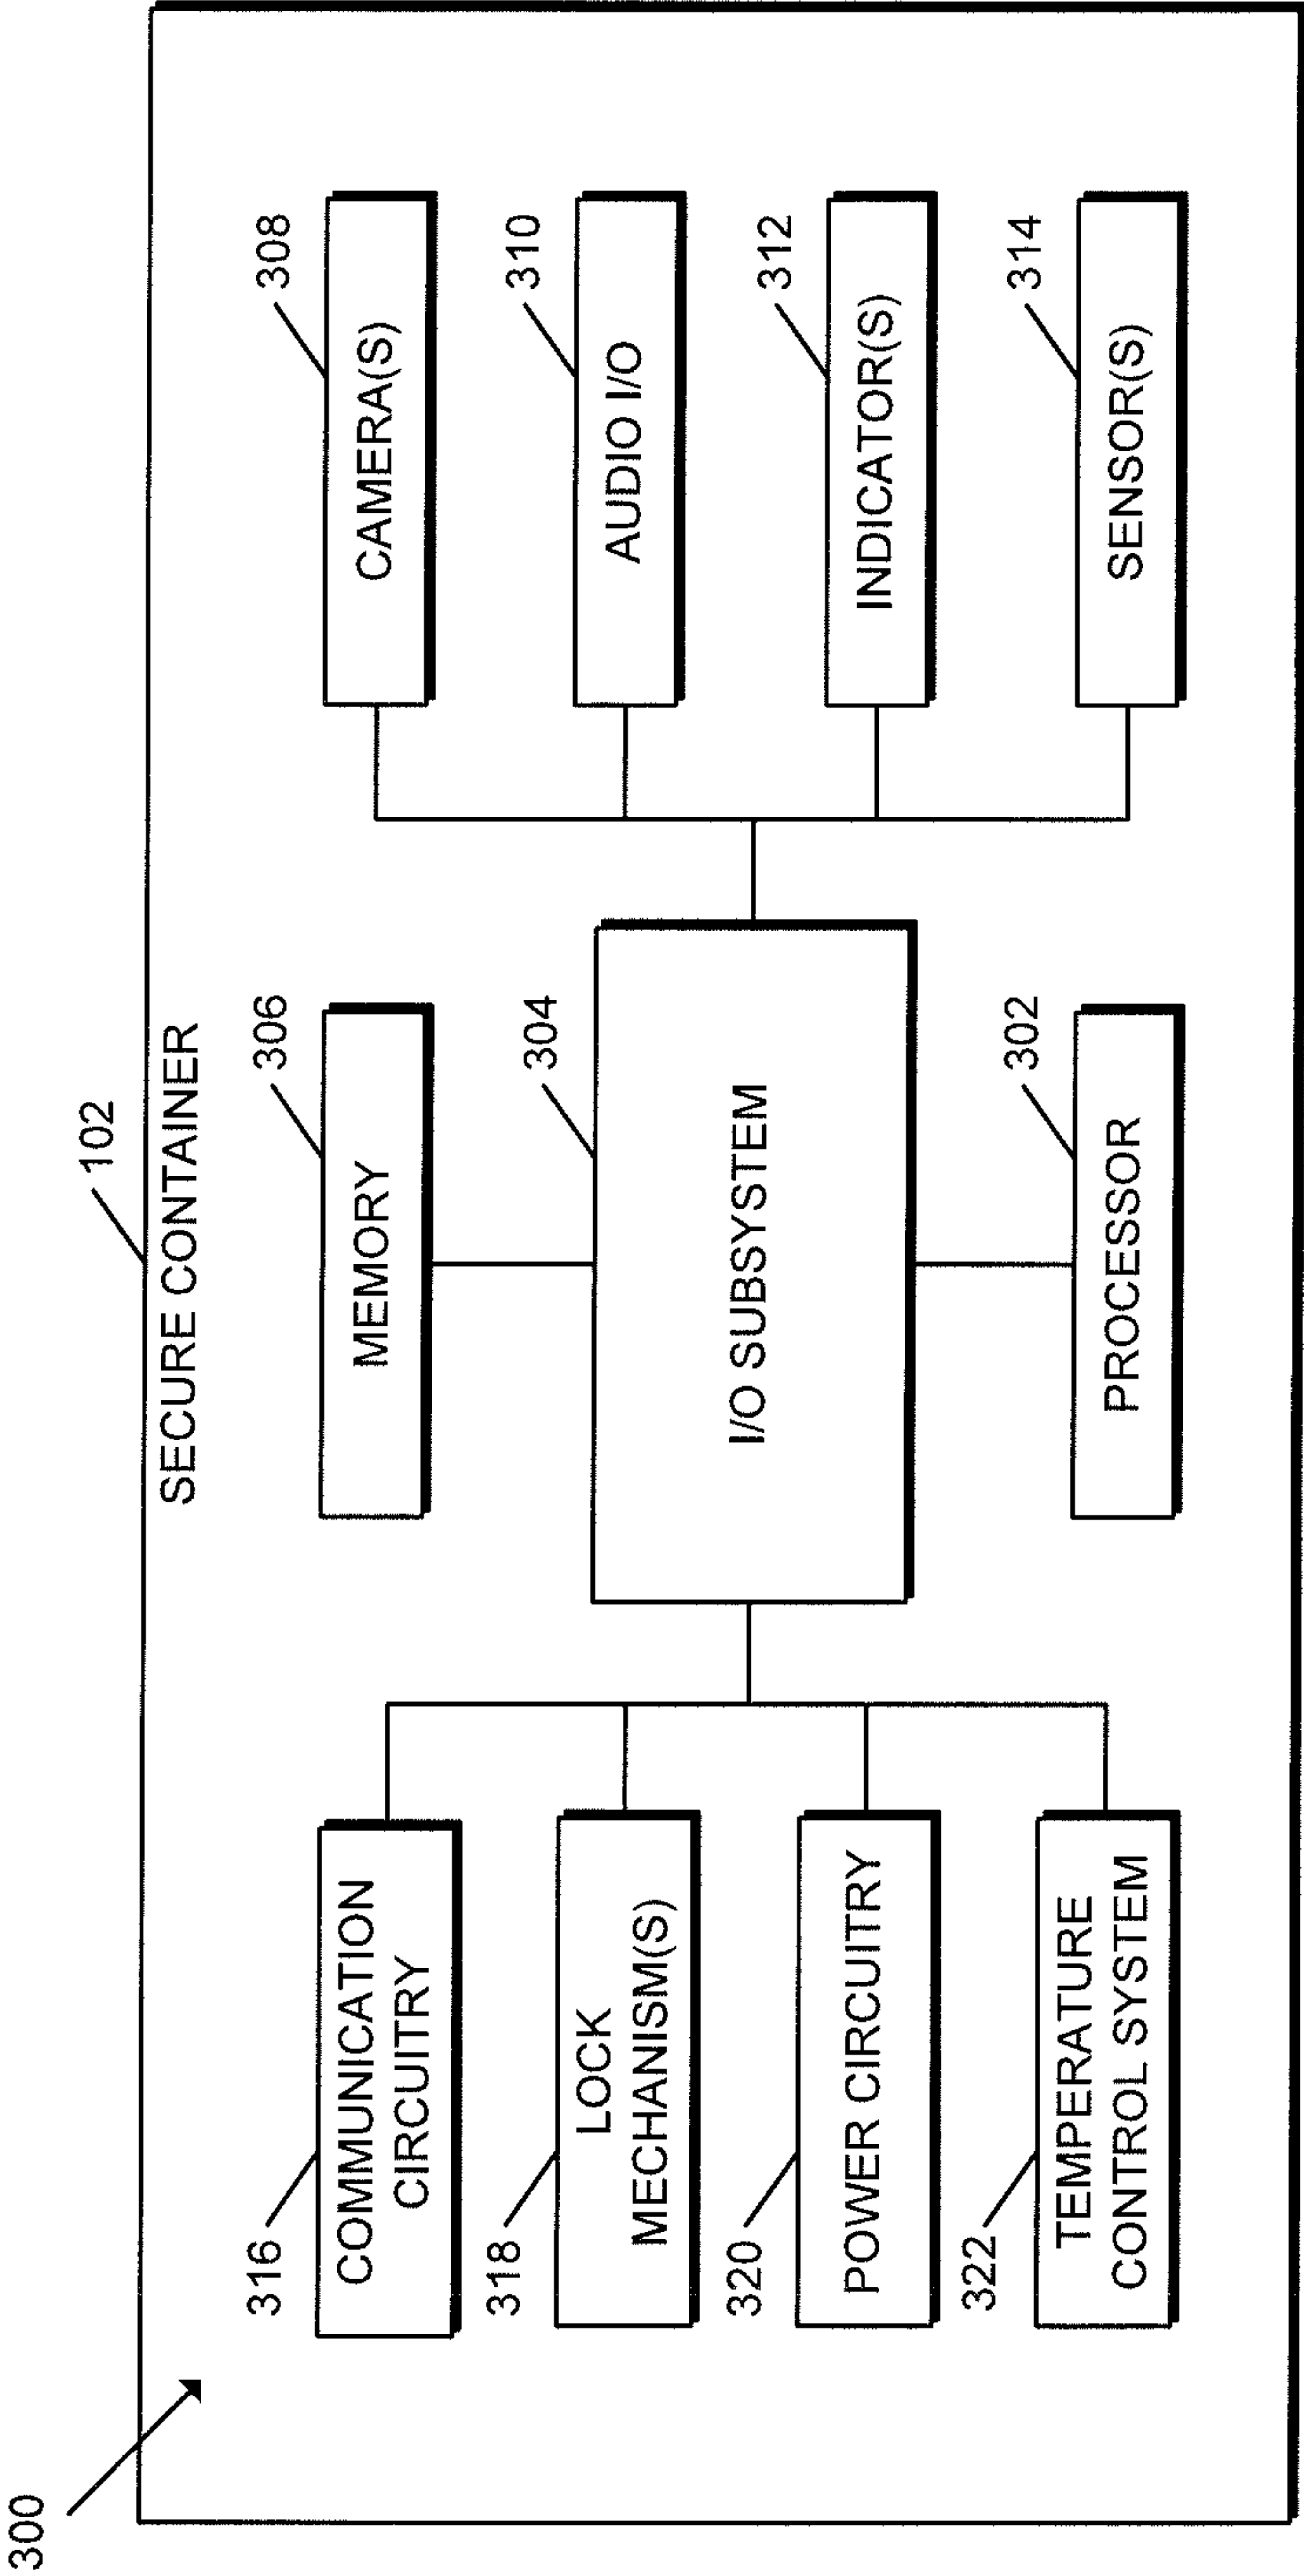 300
102
SECURE CONTAINER
316
COMMUNICATION
CIRCUITRY
318
LOCK
MECHANISM(S)
320
POWER CIRCUITRY
322
TEMPERATURE
CONTROL SYSTEM
306
MEMORY
304
I/O SUBSYSTEM
302
PROCESSOR
308
CAMERA(S)
310
AUDIO I/O
312
INDICATOR(S)
314
SENSOR(S)